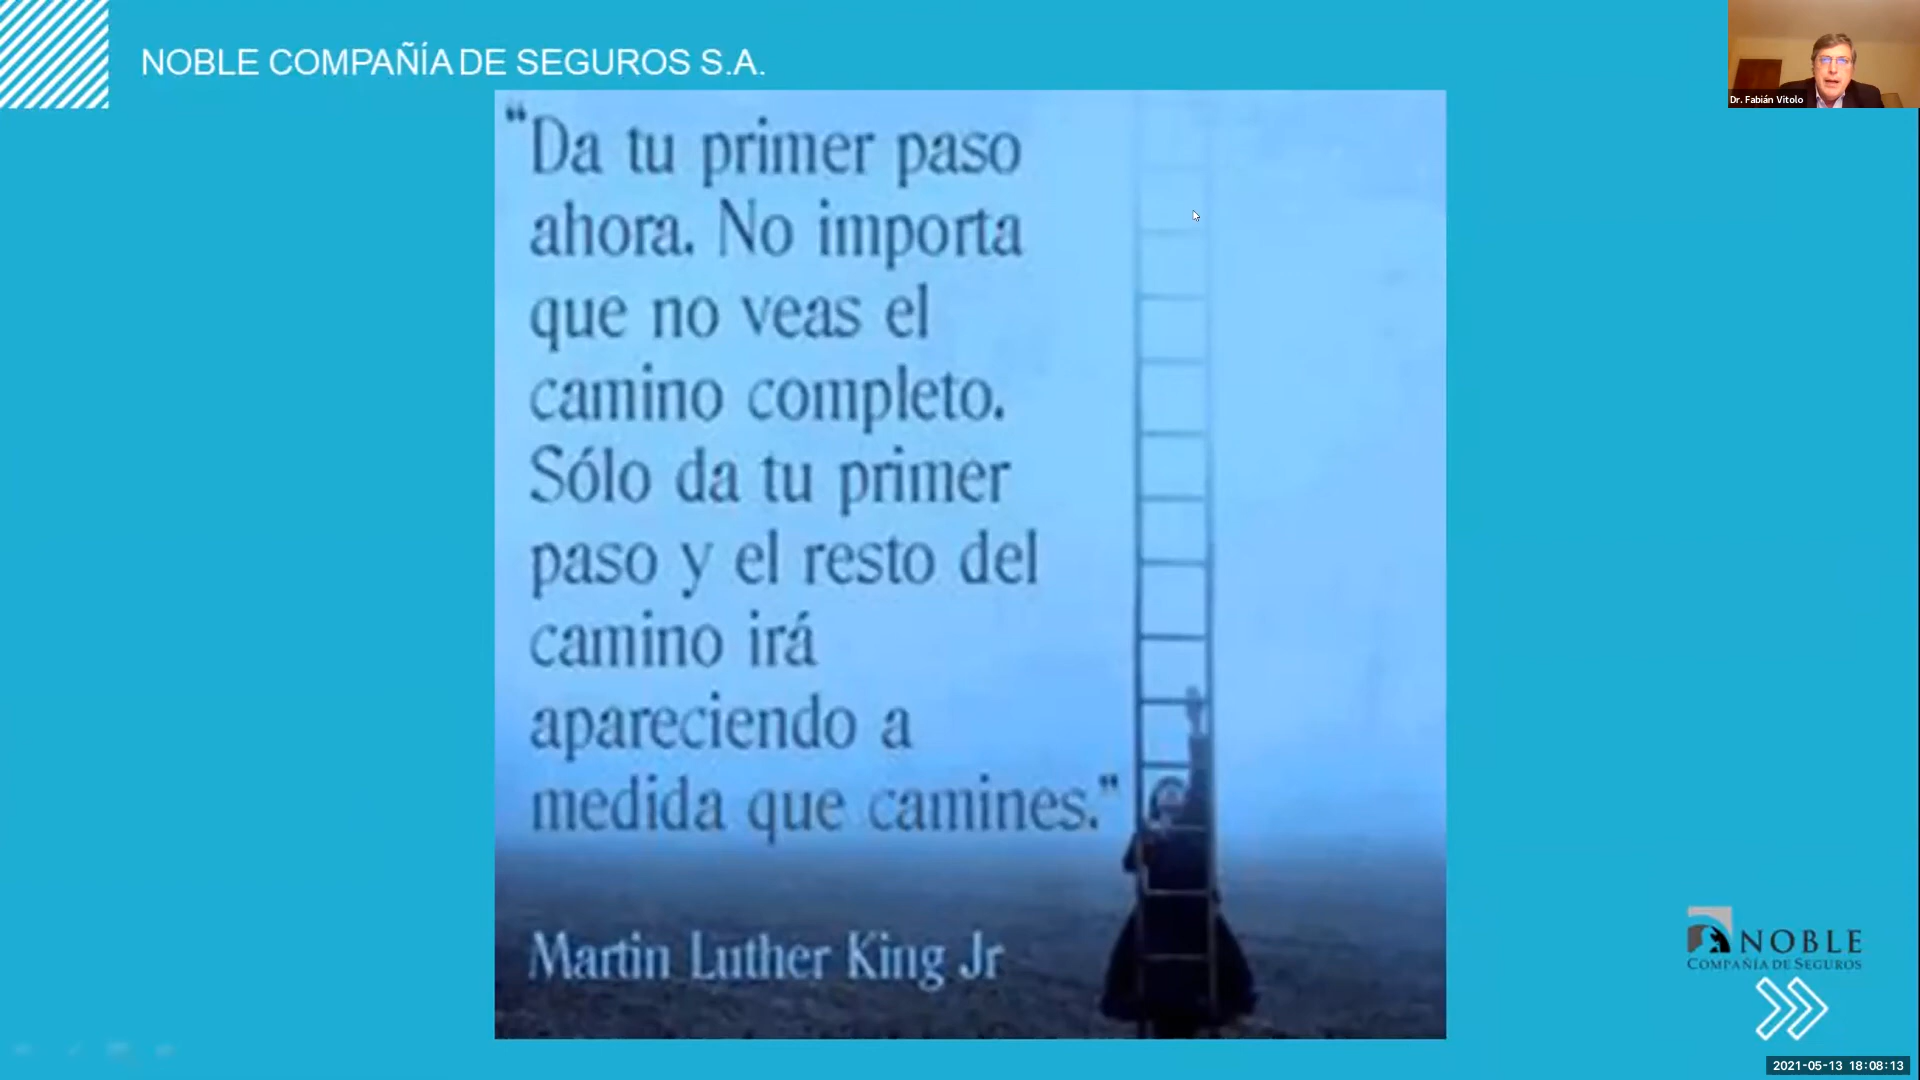 NOBLE COMPAÑÍA DE SEGUROS S.A.
Dr. Fabián Vitolo
“Da tu primer paso
ahora. No importa
que no veas el
camino completo.
Sólo da tu primer
paso y el resto del
camino irá
apareciendo a
medida que camines.”
Martin Luther King Jr
NOBLE
COMPAÑÍA DE SEGUROS
2021-05-13 18:08:13